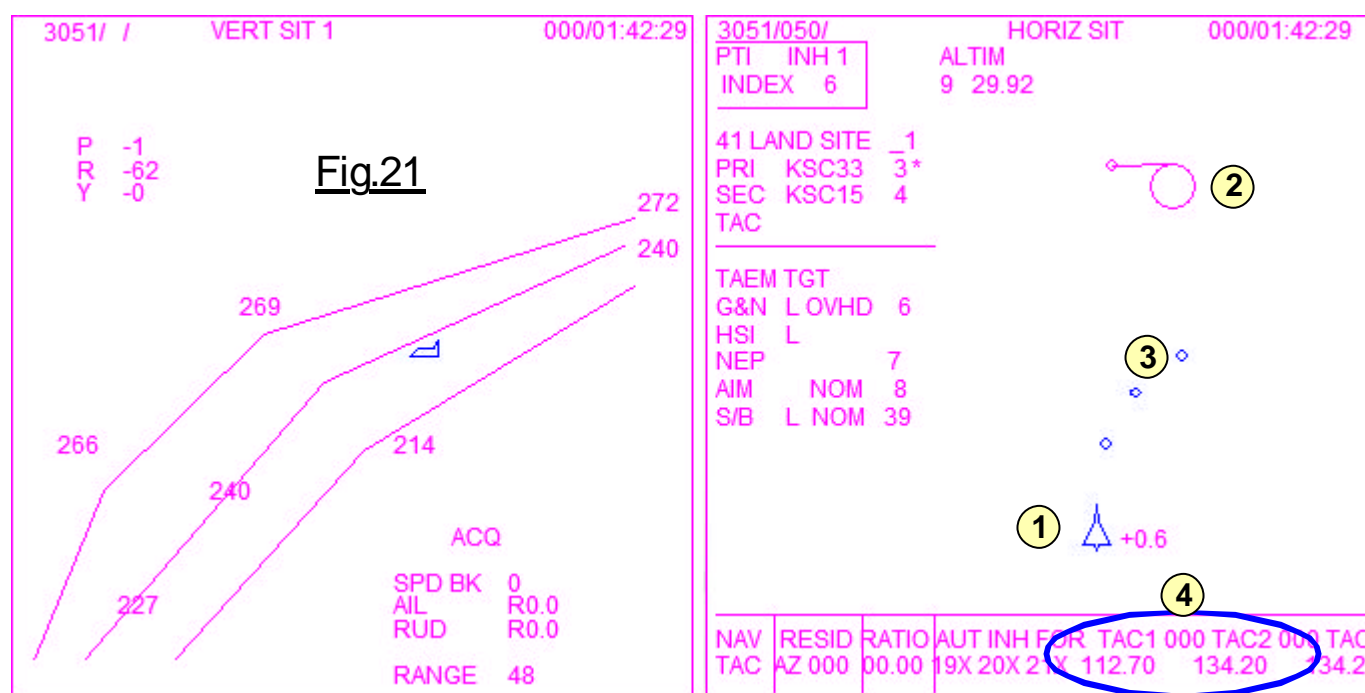 3051/ / VERT SIT 1 000/01:42:29
P -1
R -62
Y -0
Fig.21
272
240
269
266
214
240
227
ACQ
SPD BK 0
AIL R0.0
RUD R0.0
RANGE 48
3051/050/ HORIZ SIT 000/01:42:29
PTI INH 1 ALTIM
INDEX 6 9 29.92
41 LAND SITE _1
PRI KSC33 3*
SEC KSC15 4
TAC
2
TAEM TGT
G&N L OVHD 6
HSI L
NEP 7
AIM NOM 8
S/B L NOM 39
3
1
+0.6
4
NAV RESID RATIO AUT INH FOR TAC1 000 TAC2 000 TAC
TAC AZ 000 00.00 19X 20X 21X 112.70 134.20 134.2